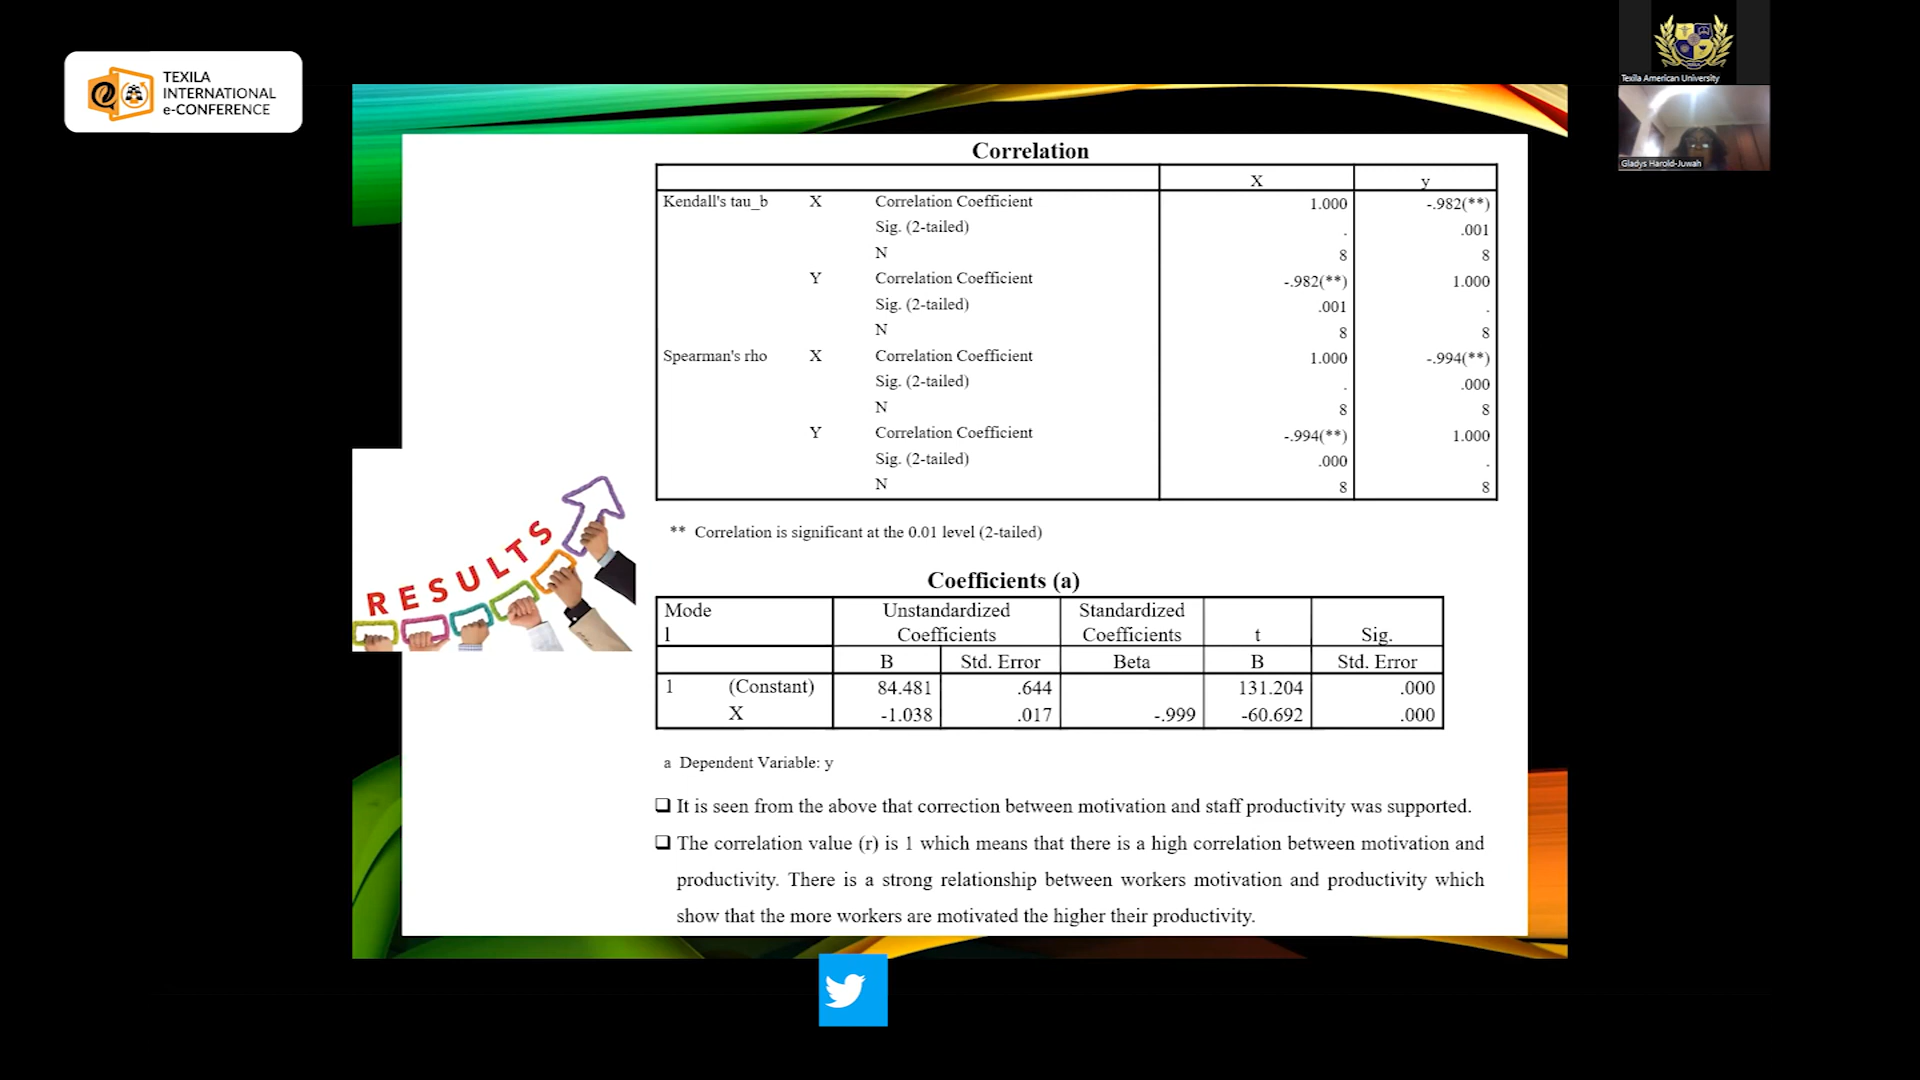 TEXILA
INTERNATIONAL
e-CONFERENCE
Texila American University
Gladys Harold-Juwah
Correlation
X y
Kendall's tau_b X Correlation Coefficient 1.000 -.982(**)
Sig. (2-tailed) . .001
N 8 8
Y Correlation Coefficient -.982(**) 1.000
Sig. (2-tailed) .001 .
N 8 8
Spearman's rho X Correlation Coefficient 1.000 -.994(**)
Sig. (2-tailed) . .000
N 8 8
Y Correlation Coefficient -.994(**) 1.000
Sig. (2-tailed) .000 .
N 8 8
** Correlation is significant at the 0.01 level (2-tailed)
RESULTS
Coefficients (a)
Mode Unstandardized Standardized
l Coefficients Coefficients t Sig.
B Std. Error Beta B Std. Error
1 (Constant) 84.481 .644 131.204 .000
X -1.038 .017 -.999 -60.692 .000
a Dependent Variable: y
❑ It is seen from the above that correction between motivation and staff productivity was supported.
❑ The correlation value (r) is 1 which means that there is a high correlation between motivation and
productivity. There is a strong relationship between workers motivation and productivity which
show that the more workers are motivated the higher their productivity.